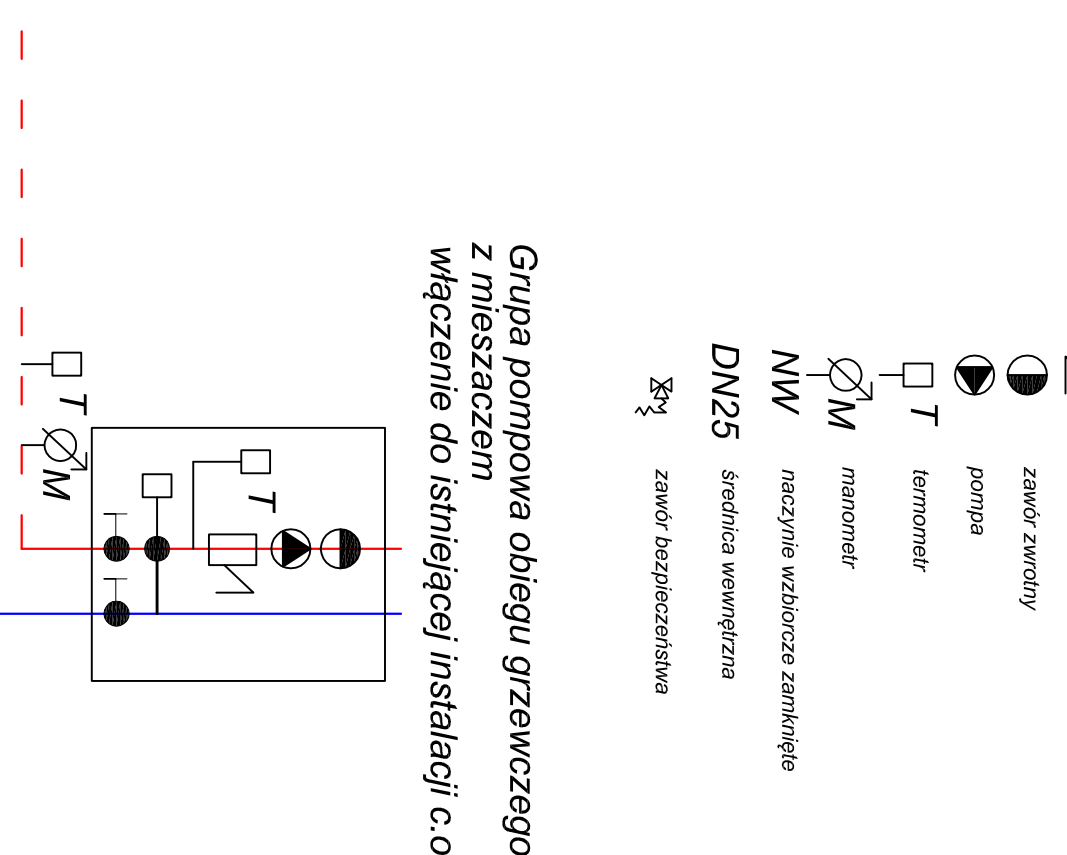 zawór zwrotny
pompa
T
termometr
M
manometr
NW
naczynie wzbiorcze zamknięte
DN25
średnica wewnętrzna
zawór bezpieczeństwa
Grupa pompowa obiegu grzewczego
z mieszaczem
włączenie do istniejącej instalacji c.o
T
T
M